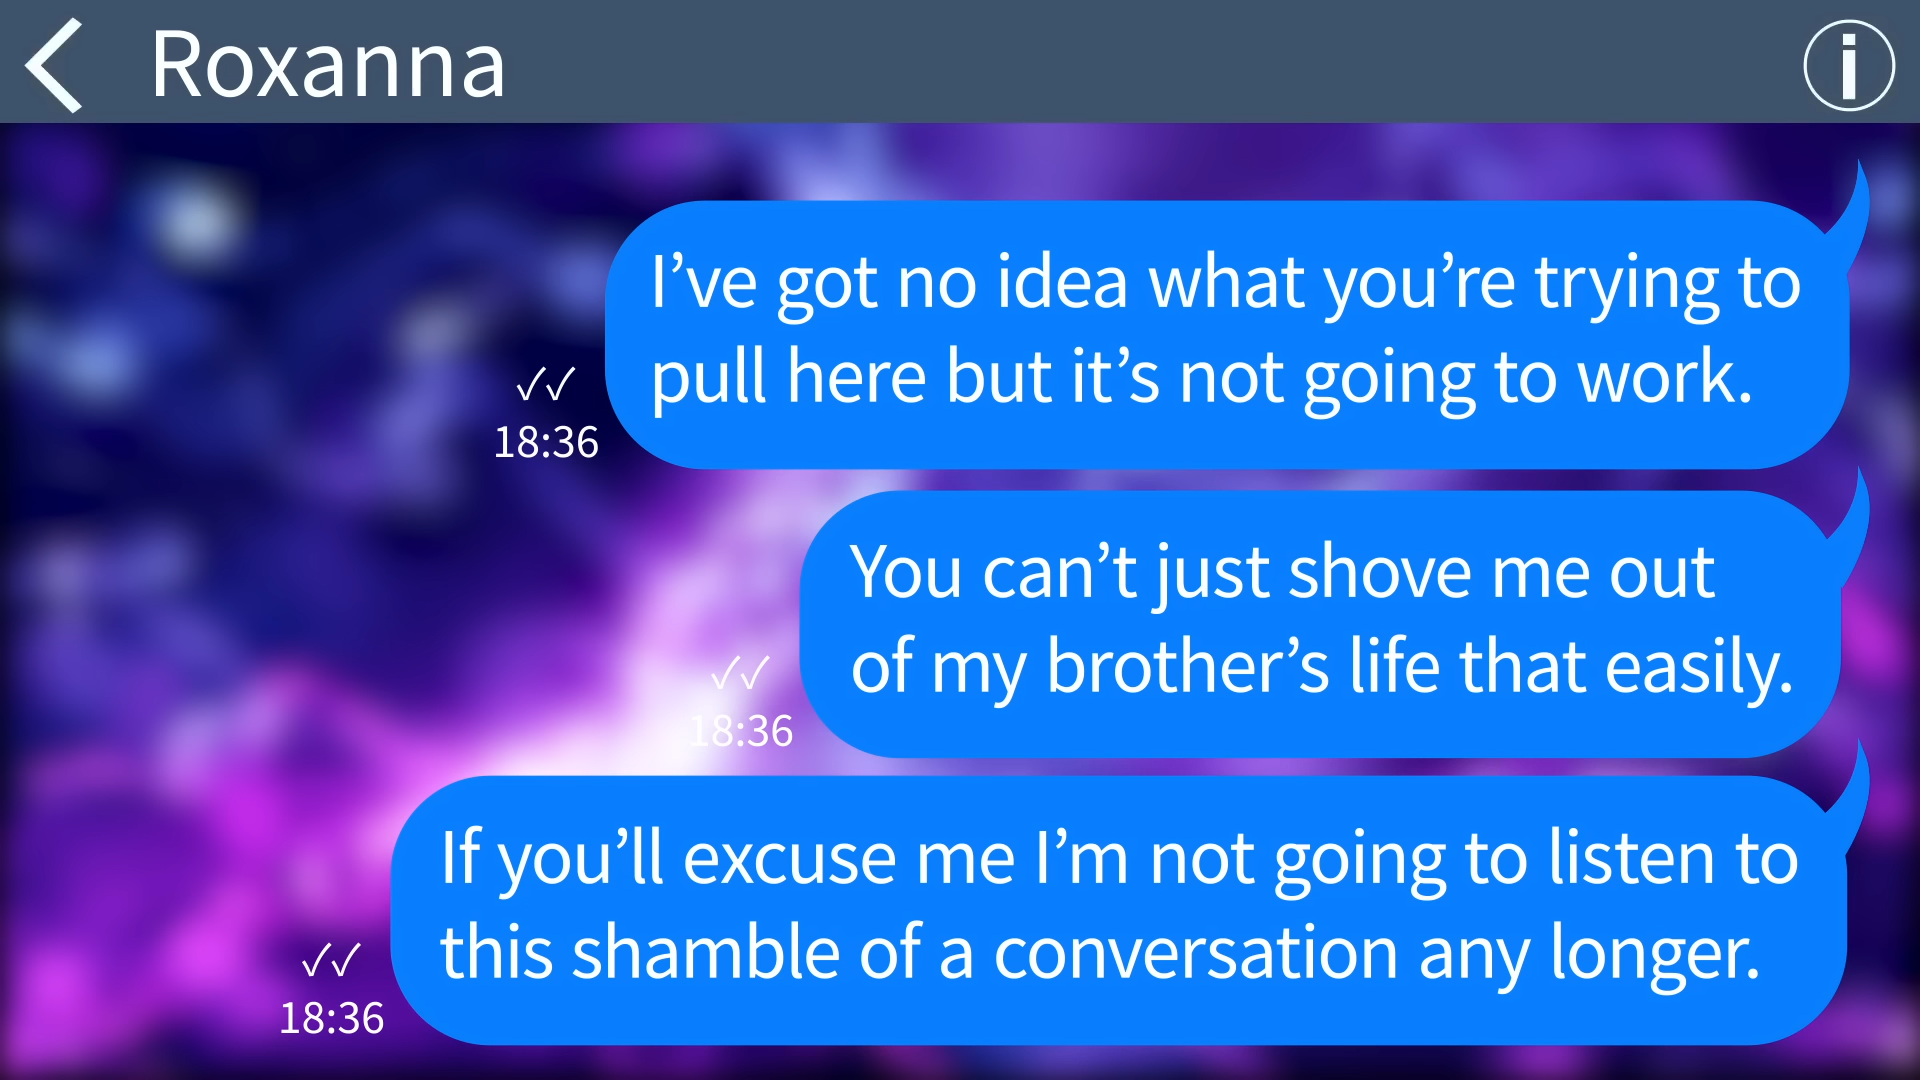 Roxanna
I’ve got no idea what you’re trying to
pull here but it’s not going to work.
✓✓
18:36
You can’t just shove me out
of my brother’s life that easily.
✓✓
18:36
If you’ll excuse me I’m not going to listen to
this shamble of a conversation any longer.
✓✓
18:36